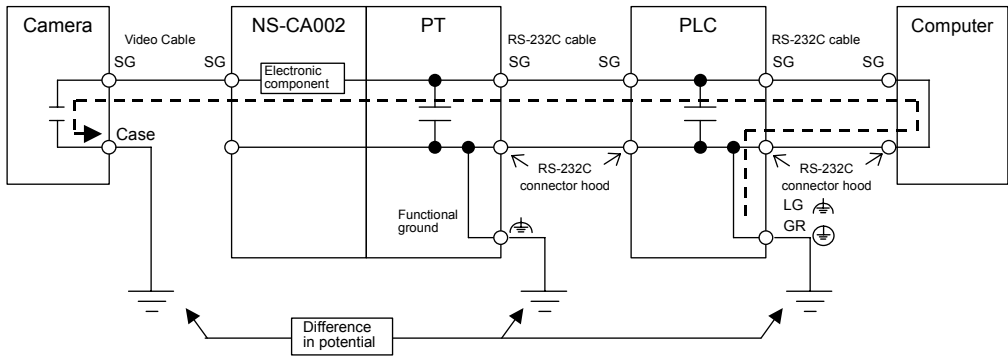 Camera
NS-CA002
PT
PLC
Computer
Video Cable
RS-232C cable
RS-232C cable
SG
SG
SG
SG
SG
SG
Electronic
component
Case
RS-232C
connector hood
RS-232C
connector hood
Functional
ground
LG
GR
Difference
in potential